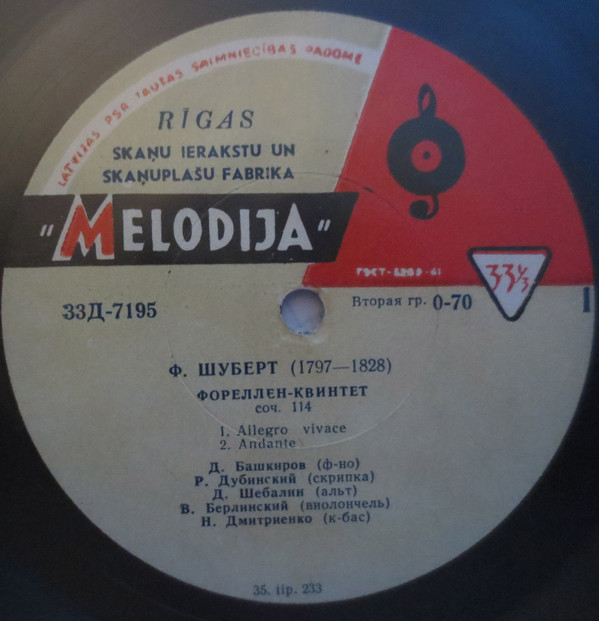 LATVIJAS PSR TAUTAS SAIMNIECĪBAS PADOME
RĪGAS
SKAŅU IERAKSTU UN
SKAŅUPLAŠU FABRIKA
"MELODIJA"
ГОСТ-5289-61
33⅓
33Д-7195
Вторая гр. 0-70
1
Ф. ШУБЕРТ (1797—1828)
ФОРЕЛЛЕН-КВИНТЕТ
соч. 114
1. Allegro vivace
2. Andante
Д. Башкиров (ф-но)
Р. Дубинский (скрипка)
Д. Шебалин (альт)
В. Берлинский (виолончель)
Н. Дмитриенко (к-бас)
35. tip. 233